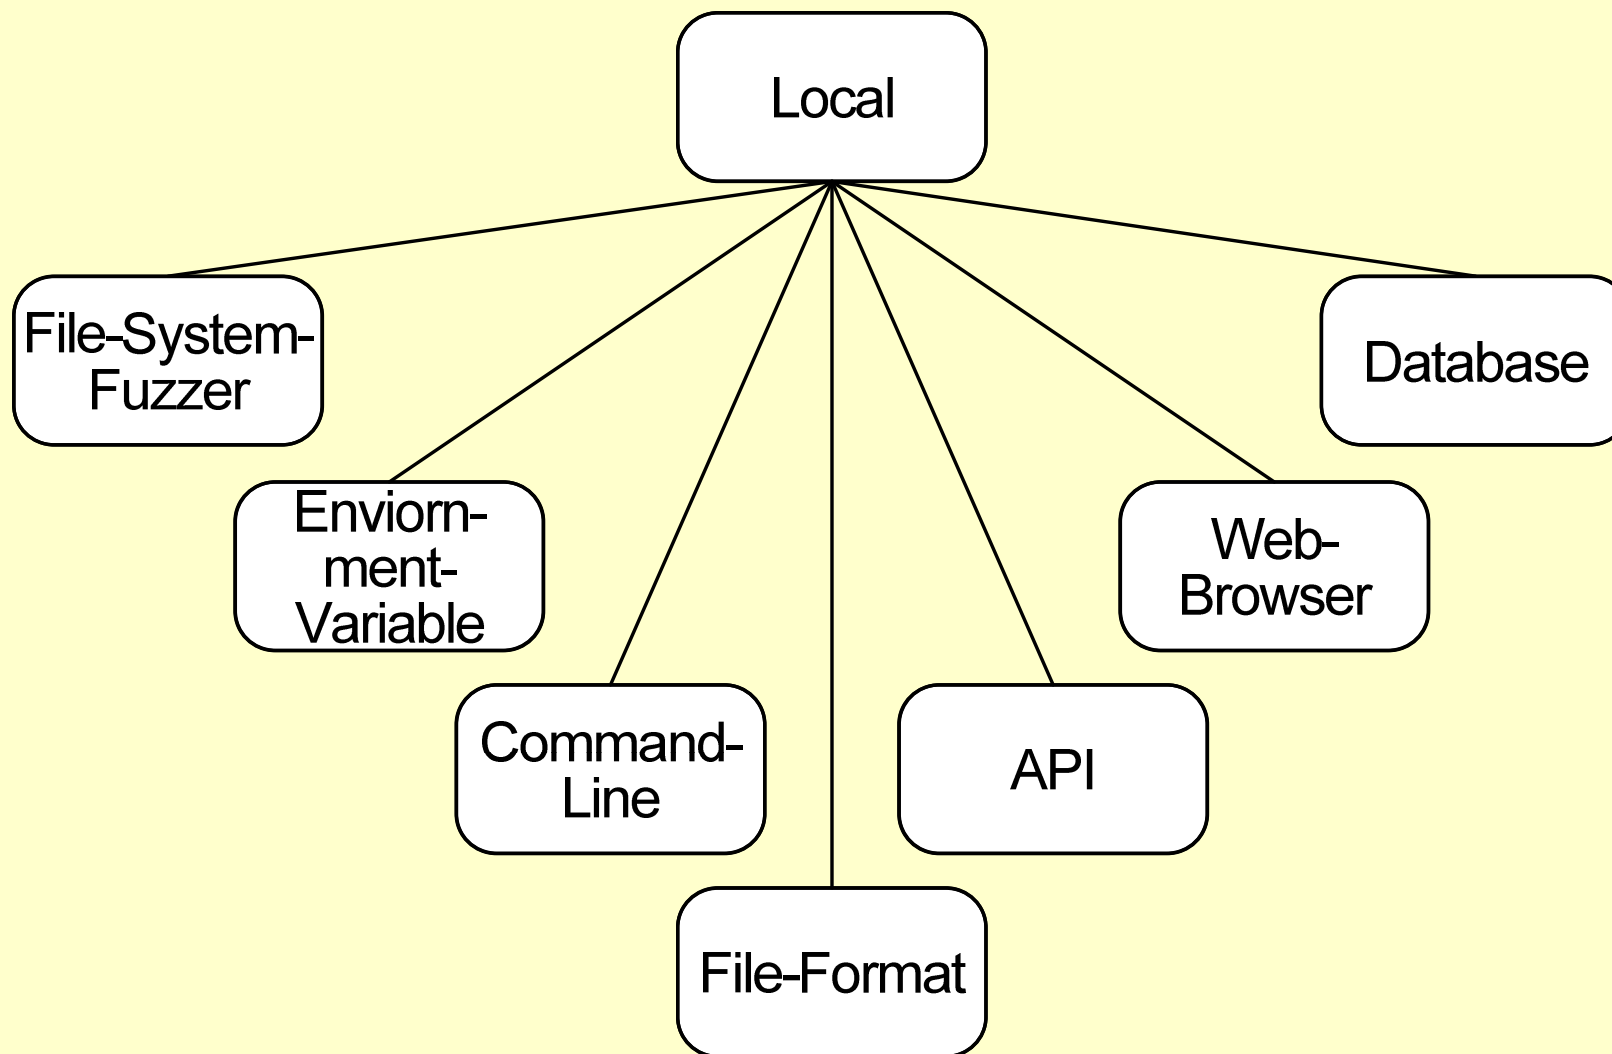 Local
File-System-
Fuzzer
Database
Enviorn-
ment-
Variable
Web-
Browser
Command-
Line
API
File-Format